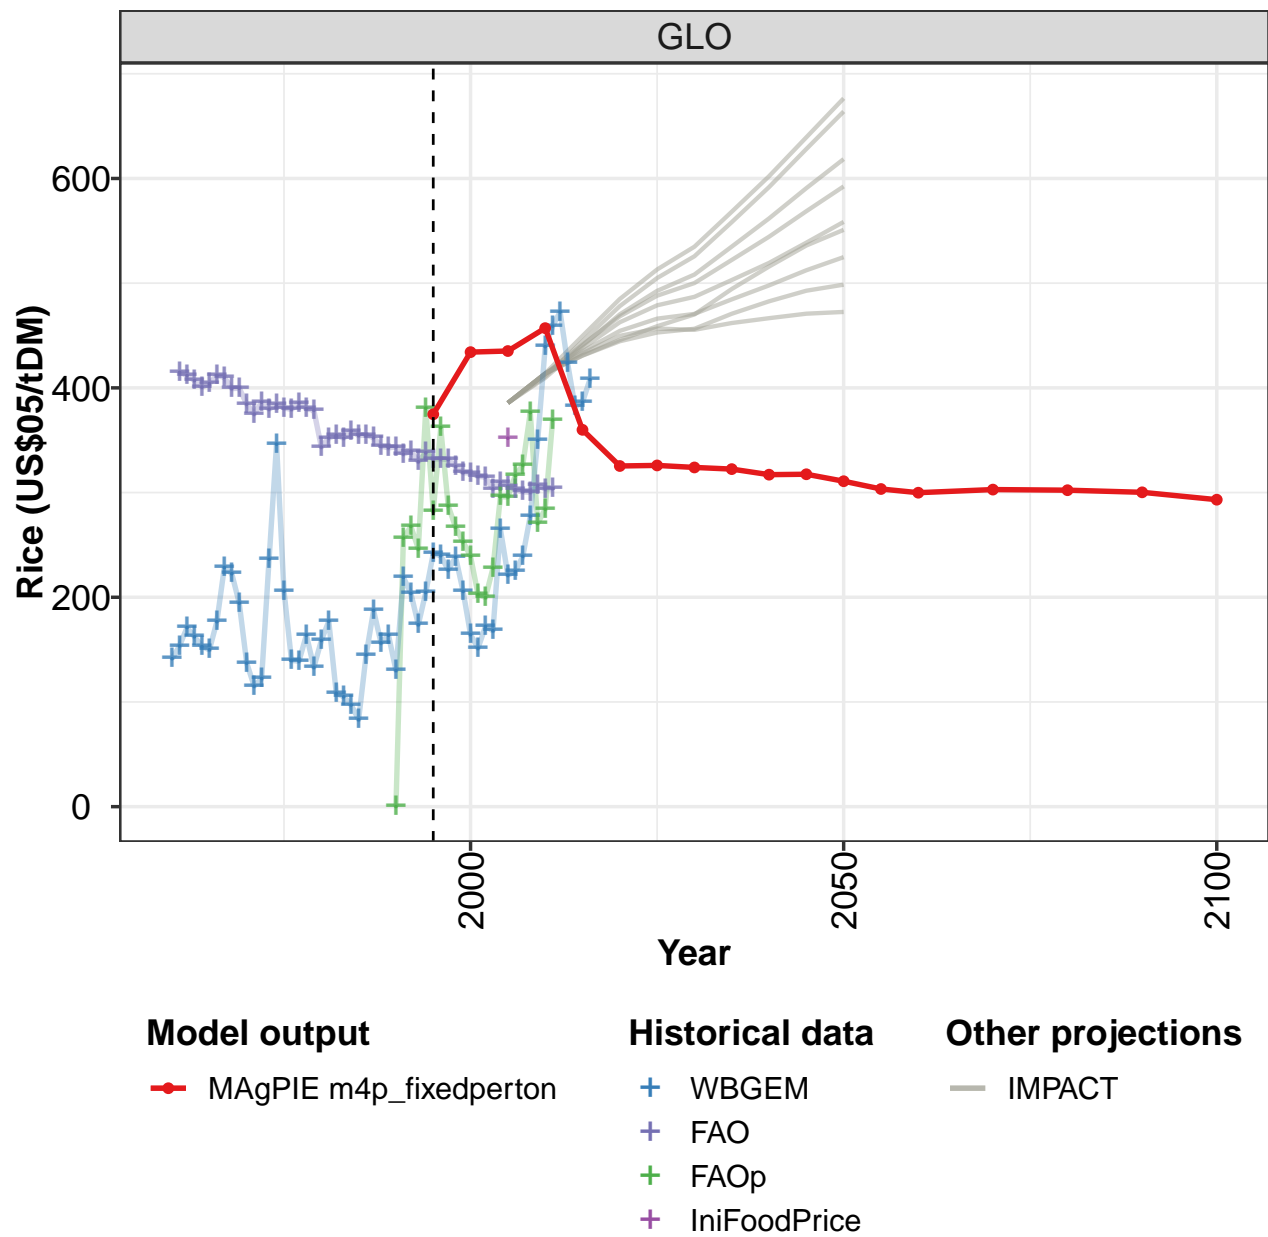 GLO
Rice (US$05/tDM)
600
400
200
0
2000
2050
2100
Year
Model output
MAgPIE m4p_fixedperton
Historical data
WBGEM
FAO
FAOp
IniFoodPrice
Other projections
IMPACT